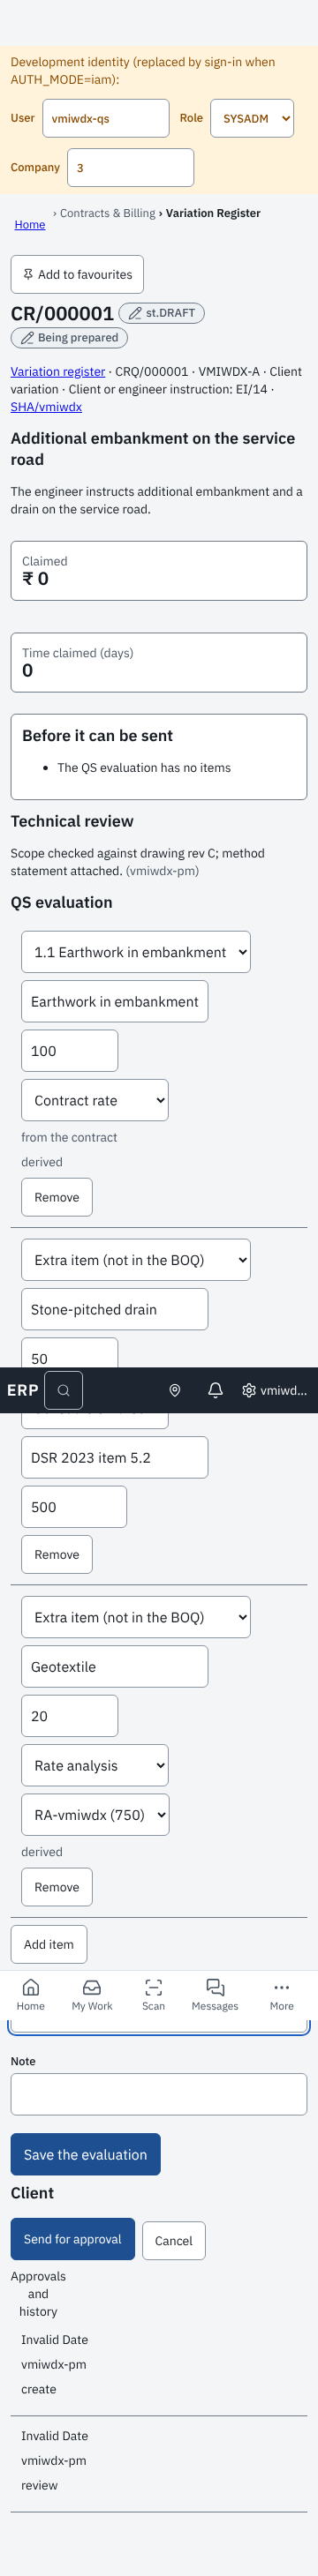 Development identity (replaced by sign-in when
AUTH_MODE=iam):
User vmiwdx-qs Role SYSADM
Company 3
› Contracts & Billing › Variation Register
Home
Add to favourites
CR/000001 st.DRAFT
Being prepared
Variation register · CRQ/000001 · VMIWDX-A · Client
variation · Client or engineer instruction: EI/14 ·
SHA/vmiwdx
Additional embankment on the service
road
The engineer instructs additional embankment and a
drain on the service road.
Claimed
₹ 0
Time claimed (days)
0
Before it can be sent
• The QS evaluation has no items
Technical review
Scope checked against drawing rev C; method
statement attached. (vmiwdx-pm)
QS evaluation
1.1 Earthwork in embankment
Earthwork in embankment
100
Contract rate
from the contract
derived
Remove
Extra item (not in the BOQ)
Stone-pitched drain
50
ERP vmiwd...
DSR 2023 item 5.2
500
Remove
Extra item (not in the BOQ)
Geotextile
20
Rate analysis
RA-vmiwdx (750)
derived
Remove
Add item
Home My Work Scan Messages More
Note
Save the evaluation
Client
Send for approval Cancel
Approvals
and
history
Invalid Date
vmiwdx-pm
create
Invalid Date
vmiwdx-pm
review